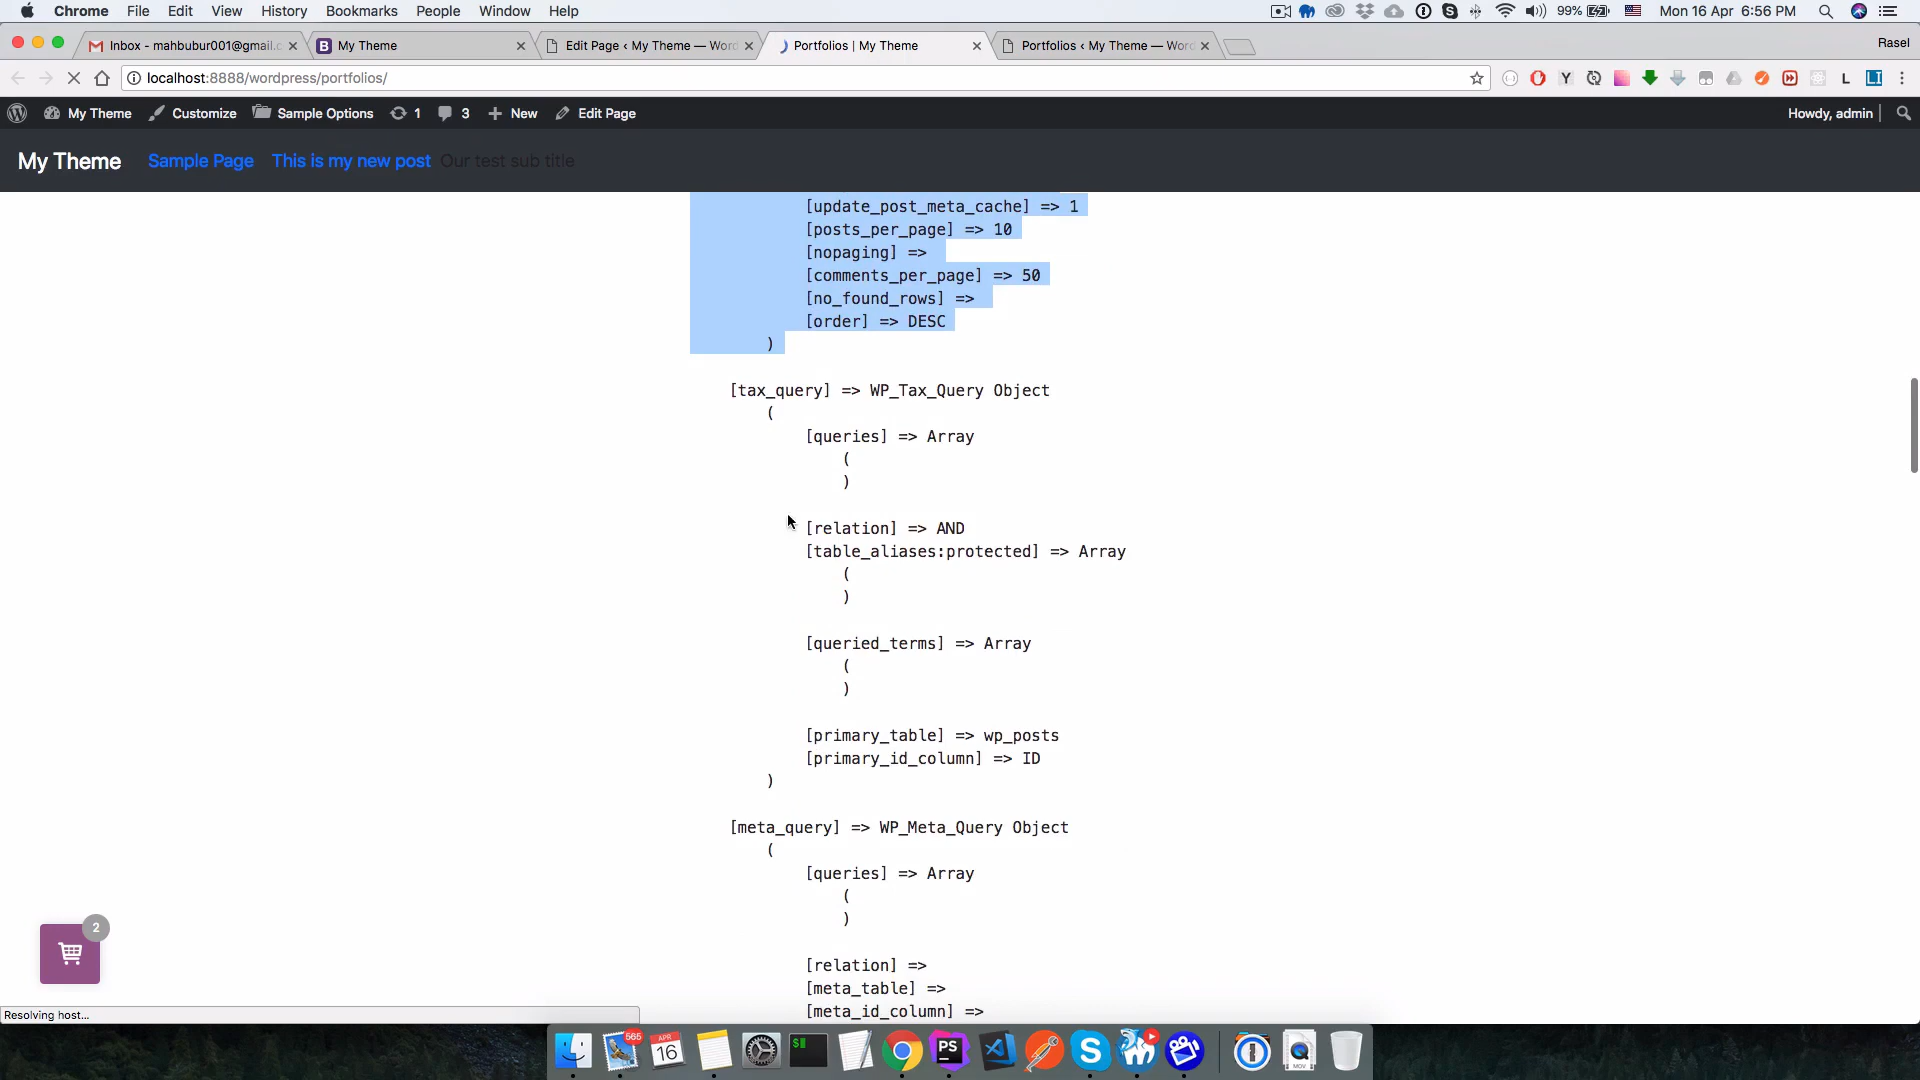 Chrome File Edit View History Bookmarks People Window Help 99% Mon 16 Apr 6:56 PM
Inbox - mahbubur001@gmail.c My Theme Edit Page ‹ My Theme — Word Portfolios | My Theme Portfolios ‹ My Theme — Word Rasel
localhost:8888/wordpress/portfolios/
My Theme Customize Sample Options 1 3 New Edit Page Howdy, admin
My Theme Sample Page This is my new post Our test sub title
[update_post_meta_cache] => 1
[posts_per_page] => 10
[nopaging] =>
[comments_per_page] => 50
[no_found_rows] =>
[order] => DESC
)
[tax_query] => WP_Tax_Query Object
(
[queries] => Array
(
)
[relation] => AND
[table_aliases:protected] => Array
(
)
[queried_terms] => Array
(
)
[primary_table] => wp_posts
[primary_id_column] => ID
)
[meta_query] => WP_Meta_Query Object
(
[queries] => Array
(
)
[relation] =>
[meta_table] =>
[meta_id_column] =>
2
Resolving host...
565
APR
16
PS
MOV